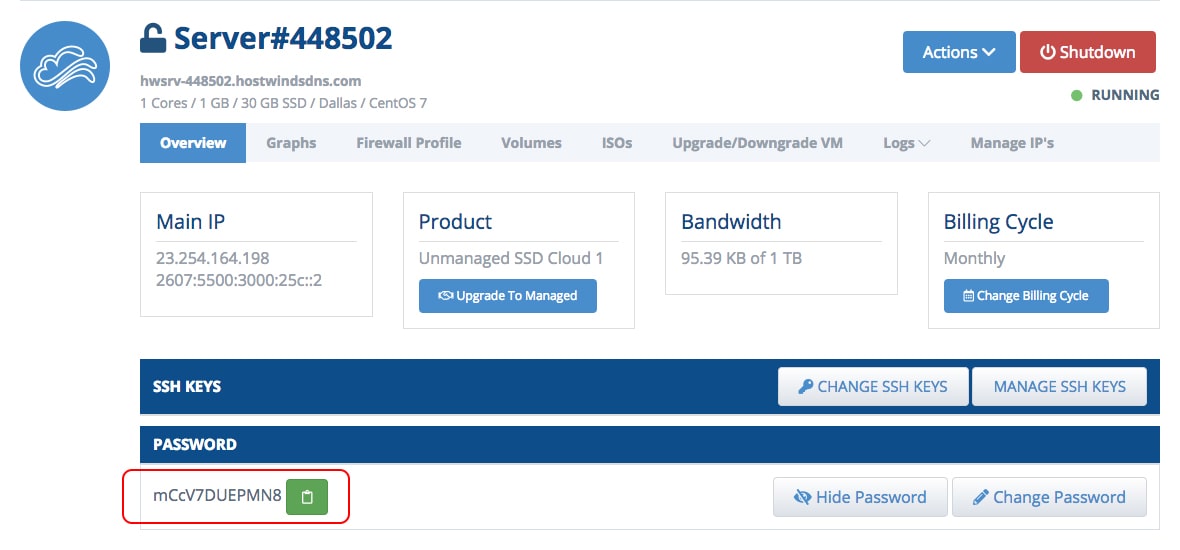 Server#448502
hwsrv-448502.hostwindsdns.com
1 Cores / 1 GB / 30 GB SSD / Dallas / CentOS 7
Actions
Shutdown
RUNNING
Overview Graphs Firewall Profile Volumes ISOs Upgrade/Downgrade VM Logs Manage IP's
Main IP
23.254.164.198
2607:5500:3000:25c::2
Product
Unmanaged SSD Cloud 1
Upgrade To Managed
Bandwidth
95.39 KB of 1 TB
Billing Cycle
Monthly
Change Billing Cycle
SSH KEYS
CHANGE SSH KEYS
MANAGE SSH KEYS
PASSWORD
mCcV7DUEPMN8
Hide Password
Change Password